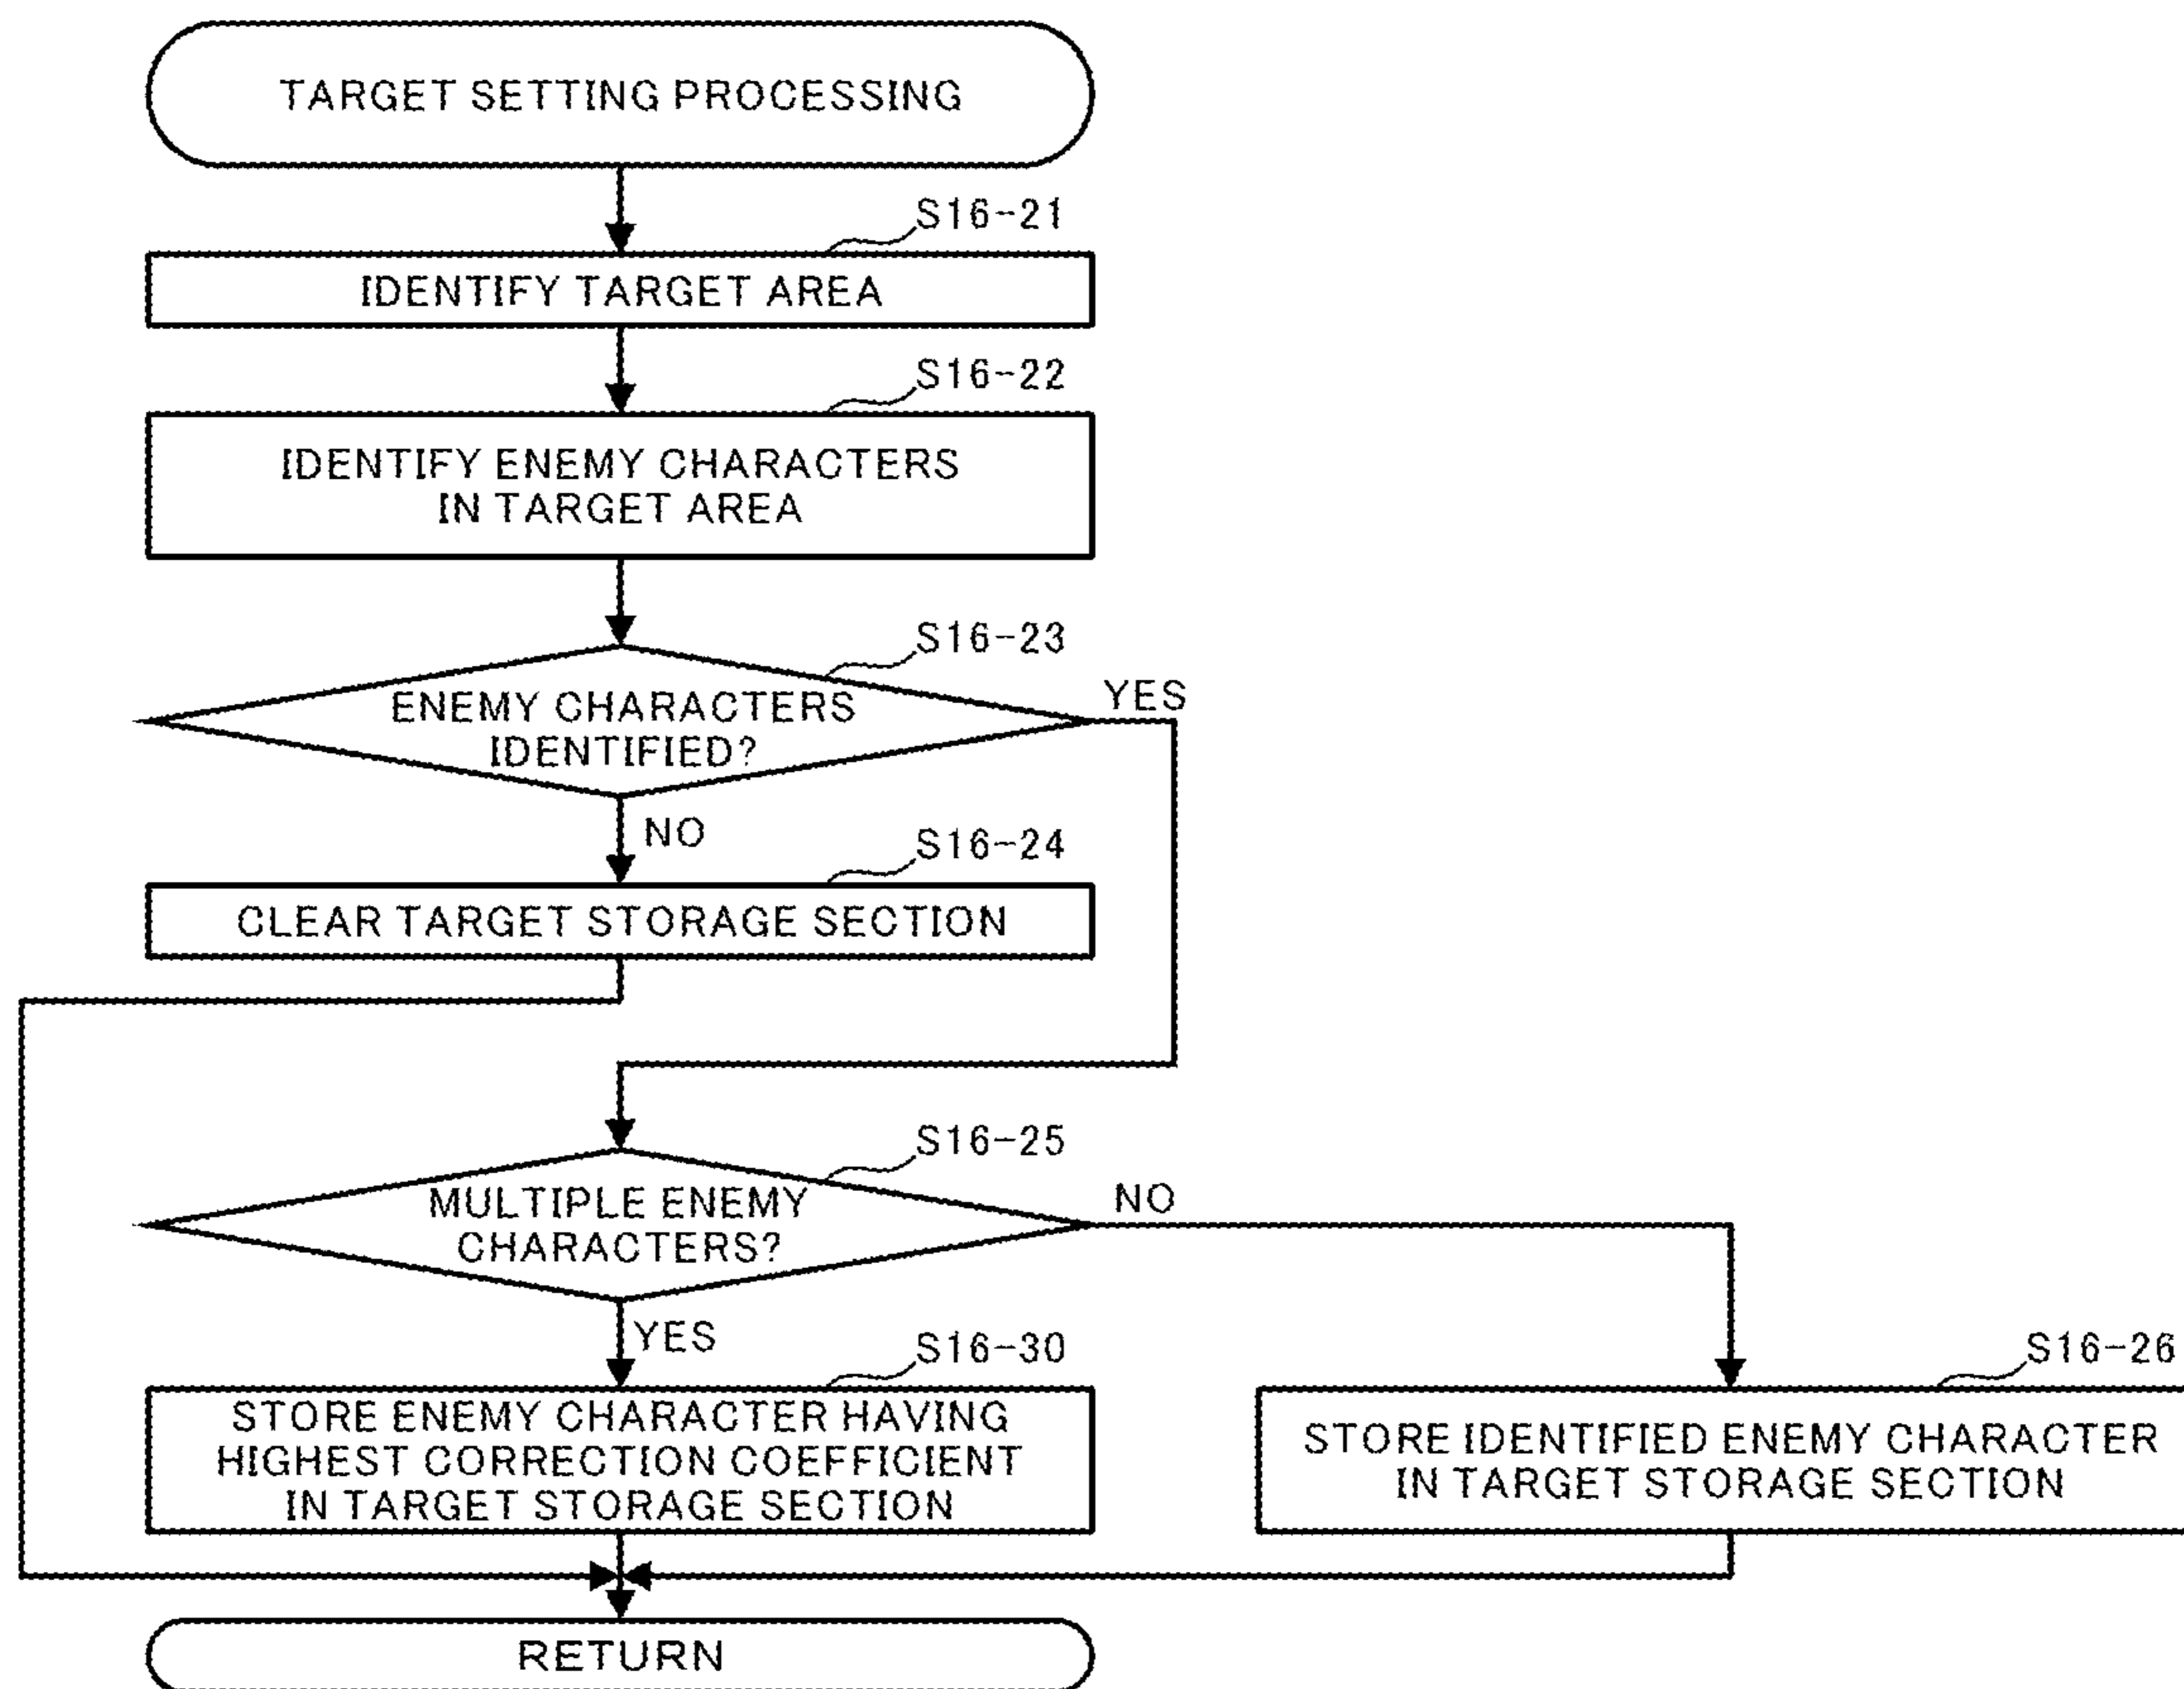 TARGET SETTING PROCESSING
S16-21
IDENTIFY TARGET AREA
S16-22
IDENTIFY ENEMY CHARACTERS
IN TARGET AREA
S16-23
ENEMY CHARACTERS
IDENTIFIED?
YES
NO
S16-24
CLEAR TARGET STORAGE SECTION
S16-25
MULTIPLE ENEMY
CHARACTERS?
NO
YES
S16-30
STORE ENEMY CHARACTER HAVING
HIGHEST CORRECTION COEFFICIENT
IN TARGET STORAGE SECTION
S16-26
STORE IDENTIFIED ENEMY CHARACTER
IN TARGET STORAGE SECTION
RETURN